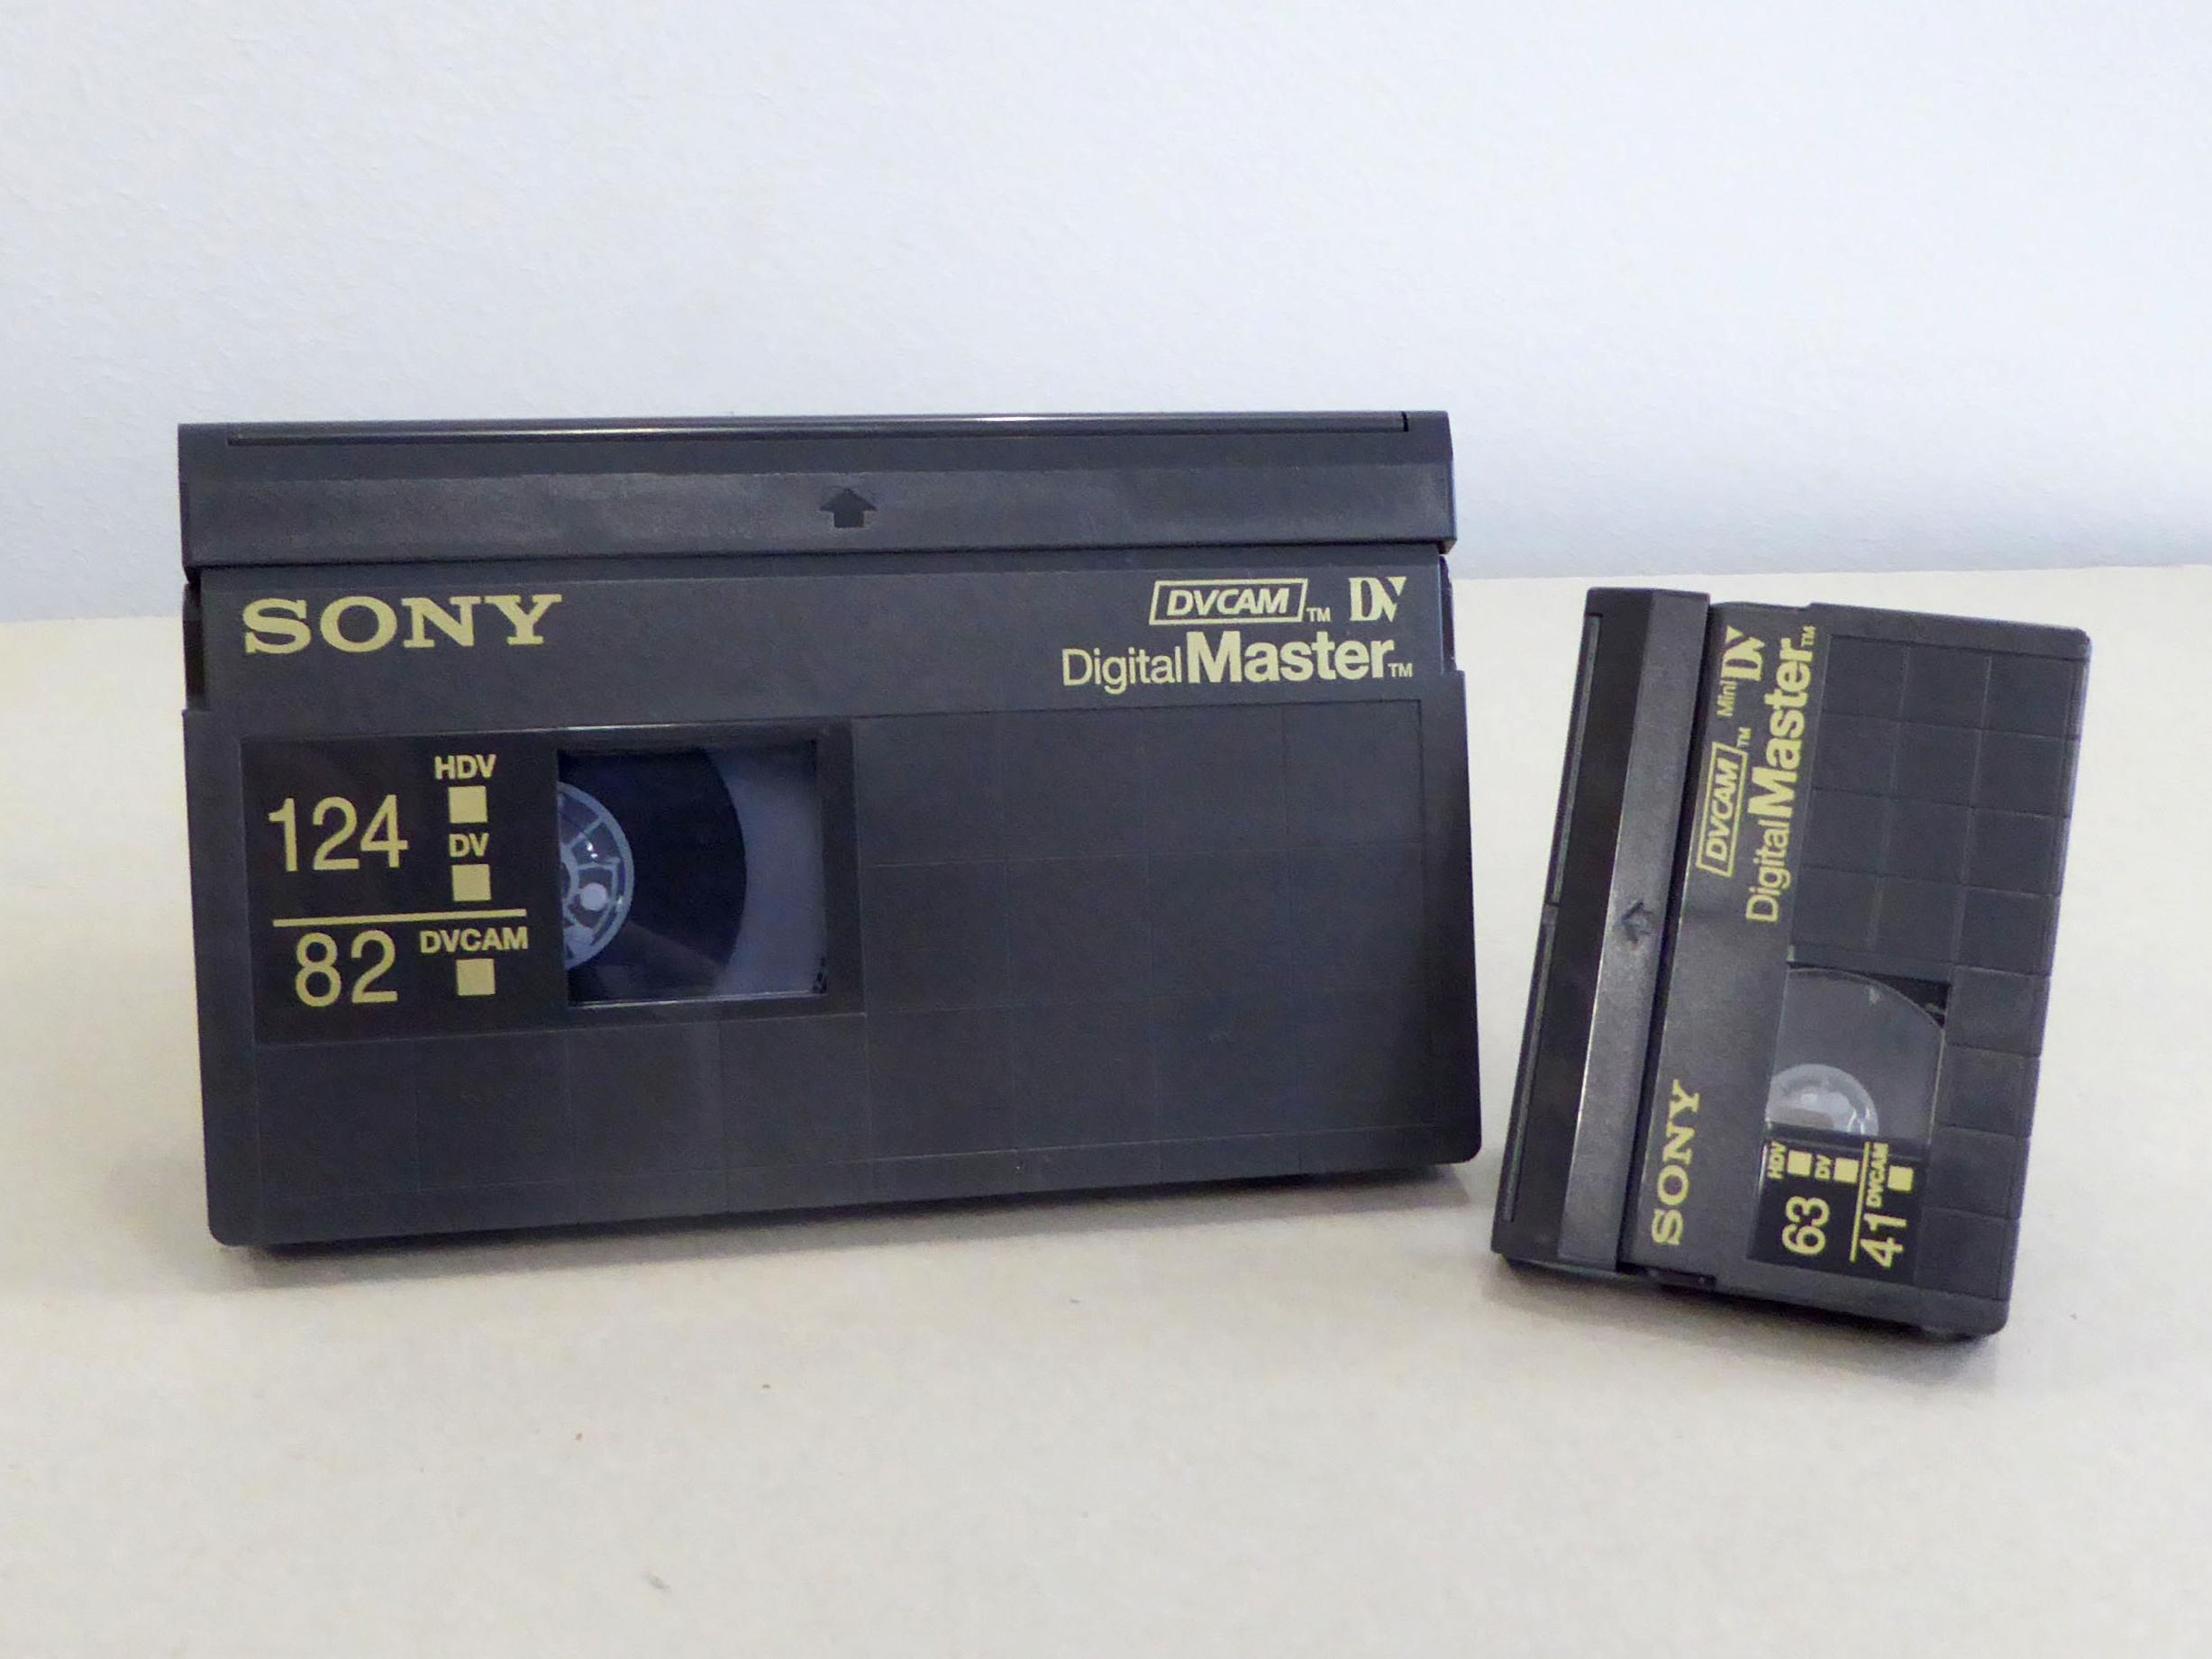 SONY
DVCAM™ DV
DigitalMaster™
124 HDV
DV
82 DVCAM
SONY
DVCAM™ Mini DV
DigitalMaster™
63 HDV
DV
41 DVCAM